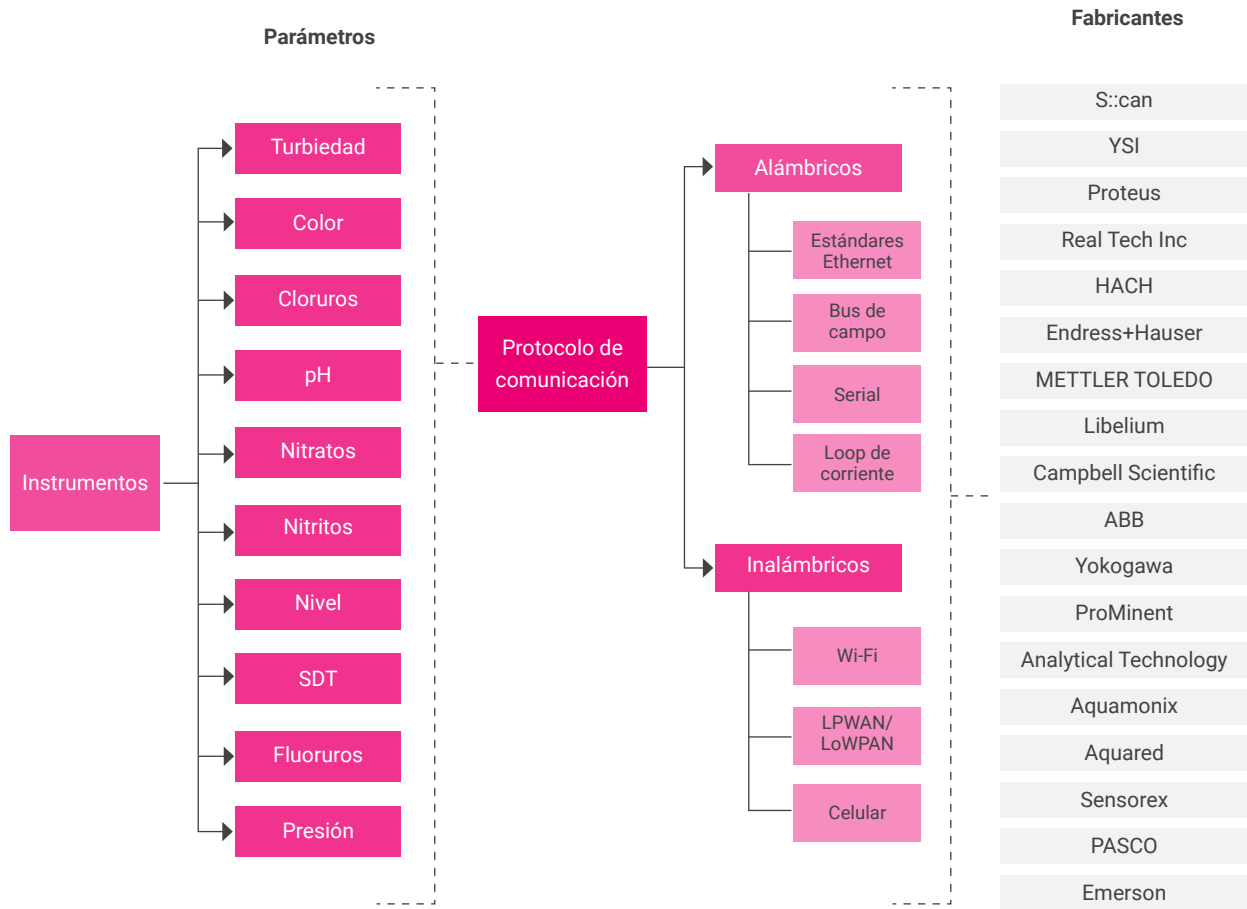 Parámetros
Fabricantes
Instrumentos
Turbiedad
Color
Cloruros
pH
Nitratos
Nitritos
Nivel
SDT
Fluoruros
Presión
Protocolo de
comunicación
Alámbricos
Estándares
Ethernet
Bus de
campo
Serial
Loop de
corriente
Inalámbricos
Wi-Fi
LPWAN/
LoWPAN
Celular
S::can
YSI
Proteus
Real Tech Inc
HACH
Endress+Hauser
METTLER TOLEDO
Libelium
Campbell Scientific
ABB
Yokogawa
ProMinent
Analytical Technology
Aquamonix
Aquared
Sensorex
PASCO
Emerson